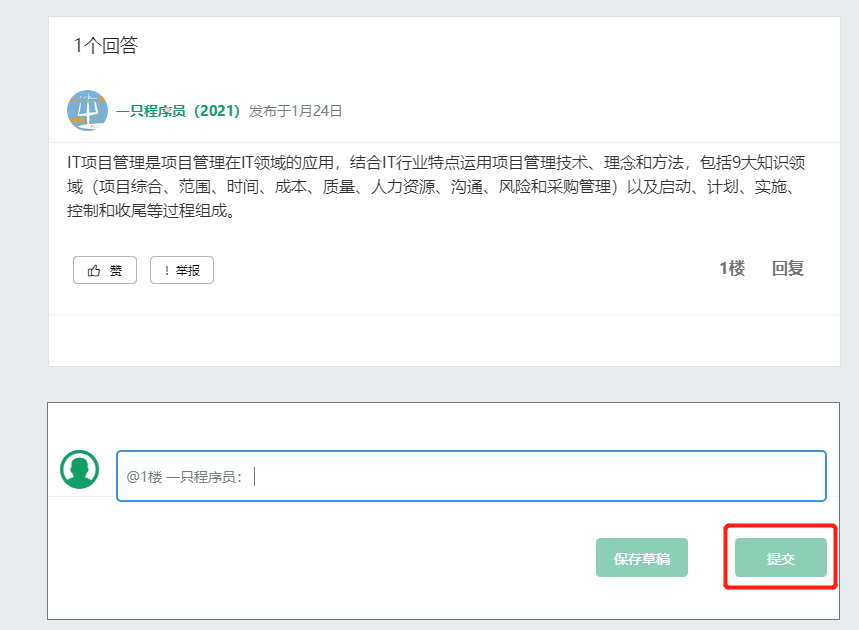 1个回答
一只程序员（2021） 发布于1月24日
IT项目管理是项目管理在IT领域的应用，结合IT行业特点运用项目管理技术、理念和方法，包括9大知识领
域（项目综合、范围、时间、成本、质量、人力资源、沟通、风险和采购管理）以及启动、计划、实施、
控制和收尾等过程组成。
赞 ! 举报 1楼 回复
@1楼 一只程序员：
保存草稿 提交